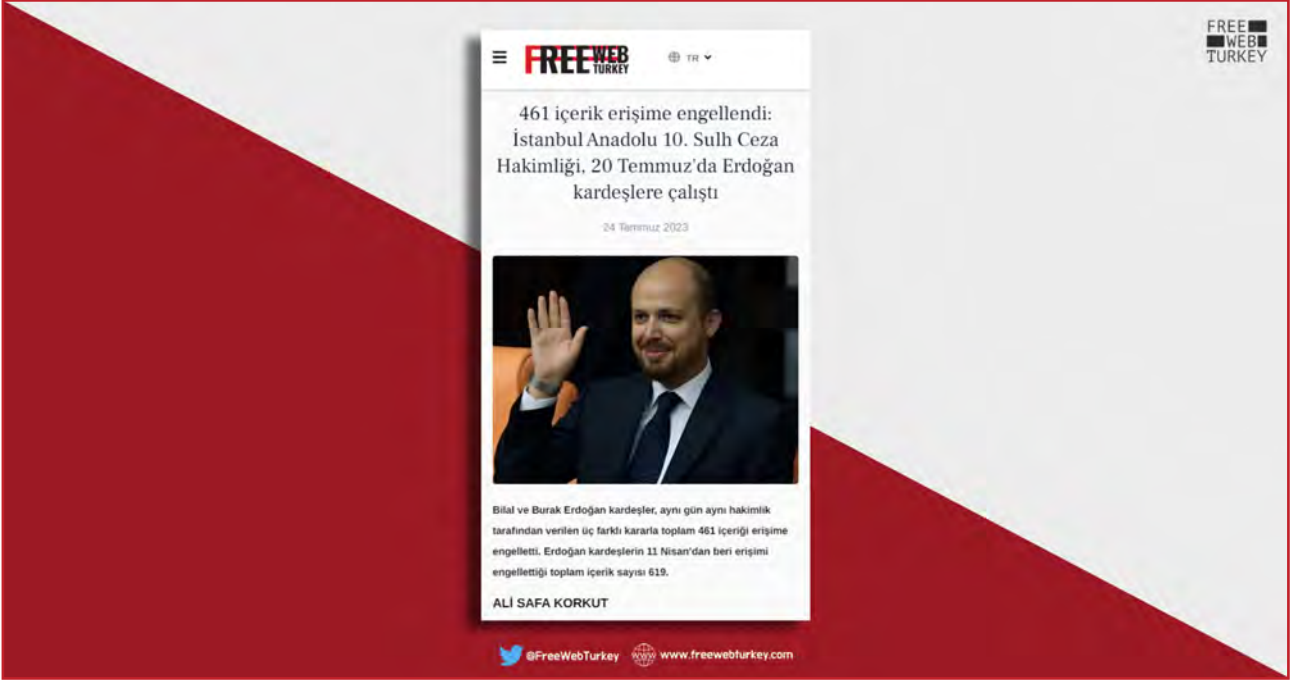 FREE
WEB
TURKEY
FREE WEB
TURKEY
TR
461 içerik erişime engellendi:
İstanbul Anadolu 10. Sulh Ceza
Hakimliği, 20 Temmuz'da Erdoğan
kardeşlere çalıştı
24 Temmuz 2023
Bilal ve Burak Erdoğan kardeşler, aynı gün aynı hakimlik
tarafından verilen üç farklı kararla toplam 461 içeriği erişime
engelletti. Erdoğan kardeşlerin 11 Nisan'dan beri erişimi
engellettiği toplam içerik sayısı 619.
ALİ SAFA KORKUT
@FreeWebTurkey www www.freewebturkey.com